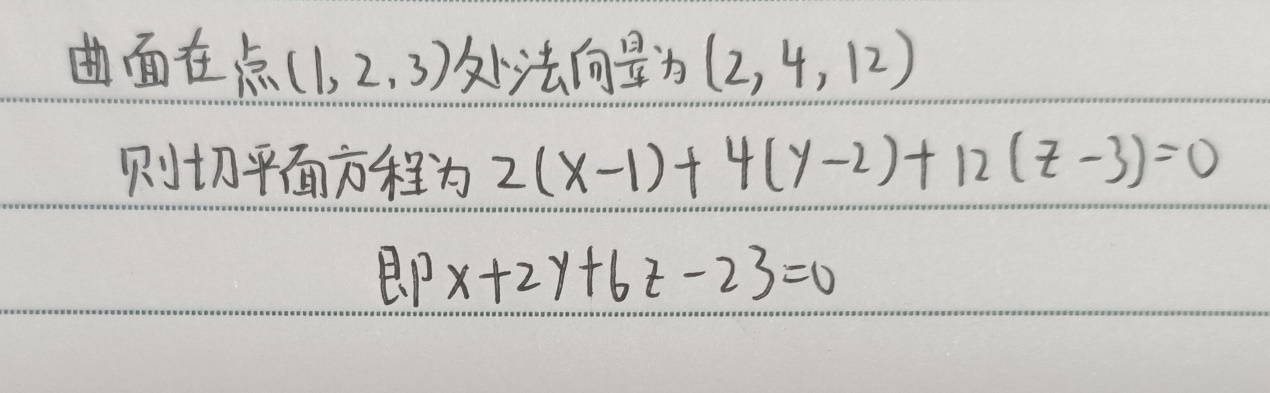 曲面在点(1,2,3)处法向量为(2,4,12)
则切平面方程为 2(x-1)+4(y-2)+12(z-3)=0
即x+2y+6z-23=0